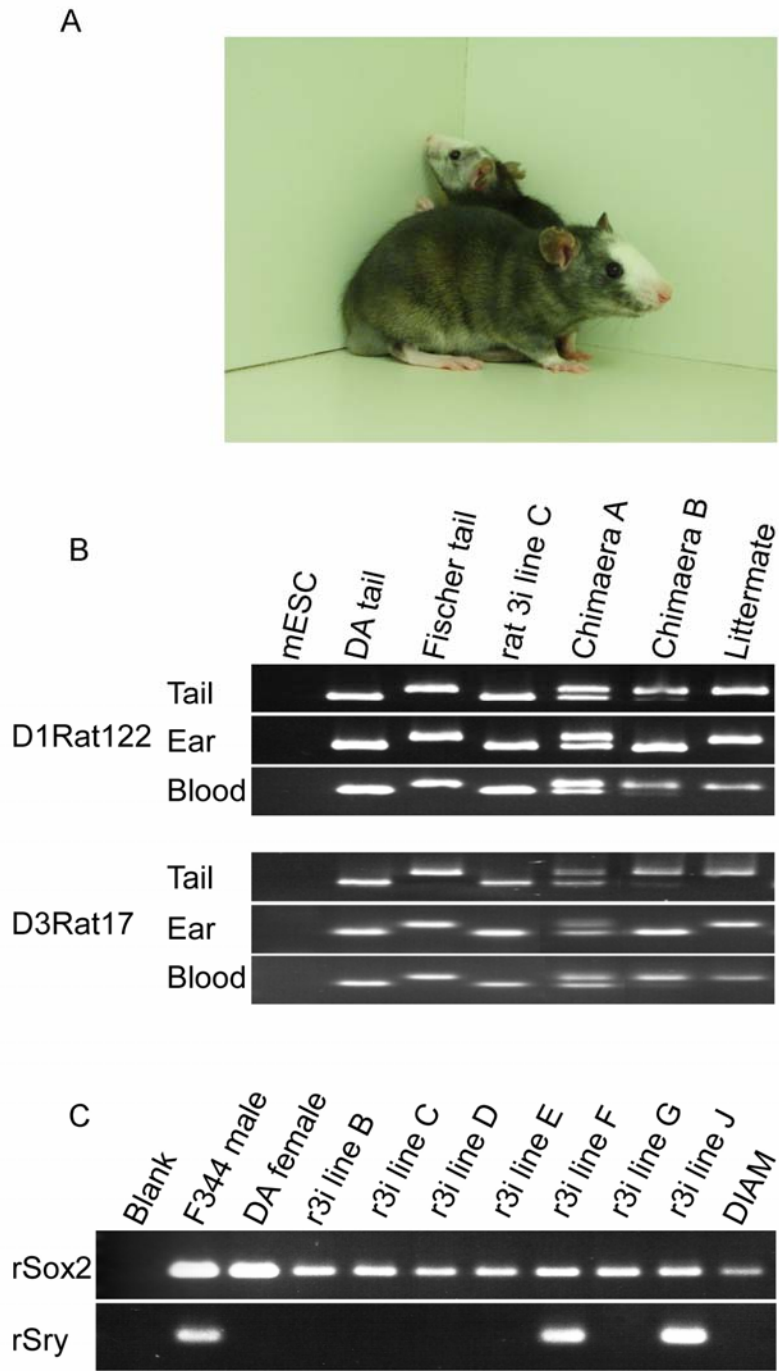 A
B
mESC
DA tail
Fischer tail
rat 3i line C
Chimaera A
Chimaera B
Littermate
D1Rat122
Tail
Ear
Blood
D3Rat17
Tail
Ear
Blood
C
Blank
F344 male
DA female
r3i line B
r3i line C
r3i line D
r3i line E
r3i line F
r3i line G
r3i line J
DIAM
rSox2
rSry